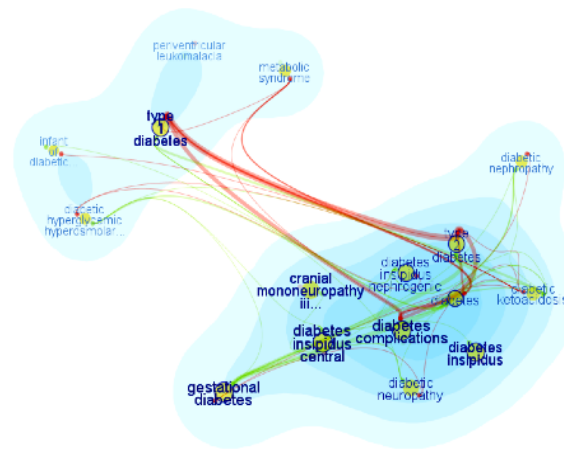 periventricular
leukomalacia
metabolic
syndrome
type
1
diabetes
infant
of
diabetic...
diabetic
hyperglycemic
hyperosmolar...
diabetic
nephropathy
type
2
diabetes
diabetes
insipidus
nephrogenic
cranial
mononeuropathy
iii...
diabetes
diabetic
ketoacidosis
diabetes
complications
diabetes
insipidus
central
diabetes
insipidus
gestational
diabetes
diabetic
neuropathy